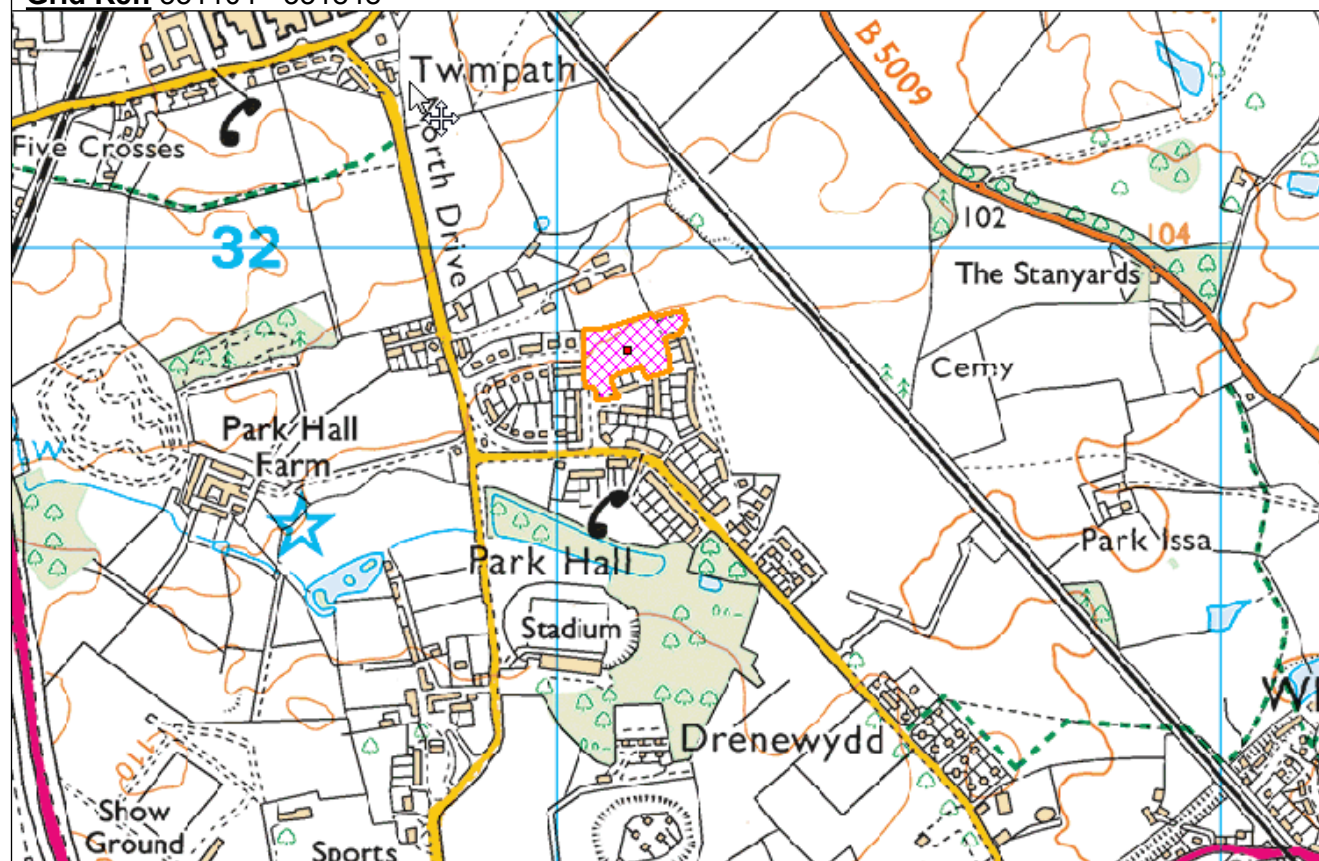 Twmpath
B 5009
Five Crosses
orth Drive
32
102
104
The Stanyards
Cemy
W
Park Hall
Farm
Park Issa
Park Hall
Stadium
Drenewydd
110
Show
Ground
Sports